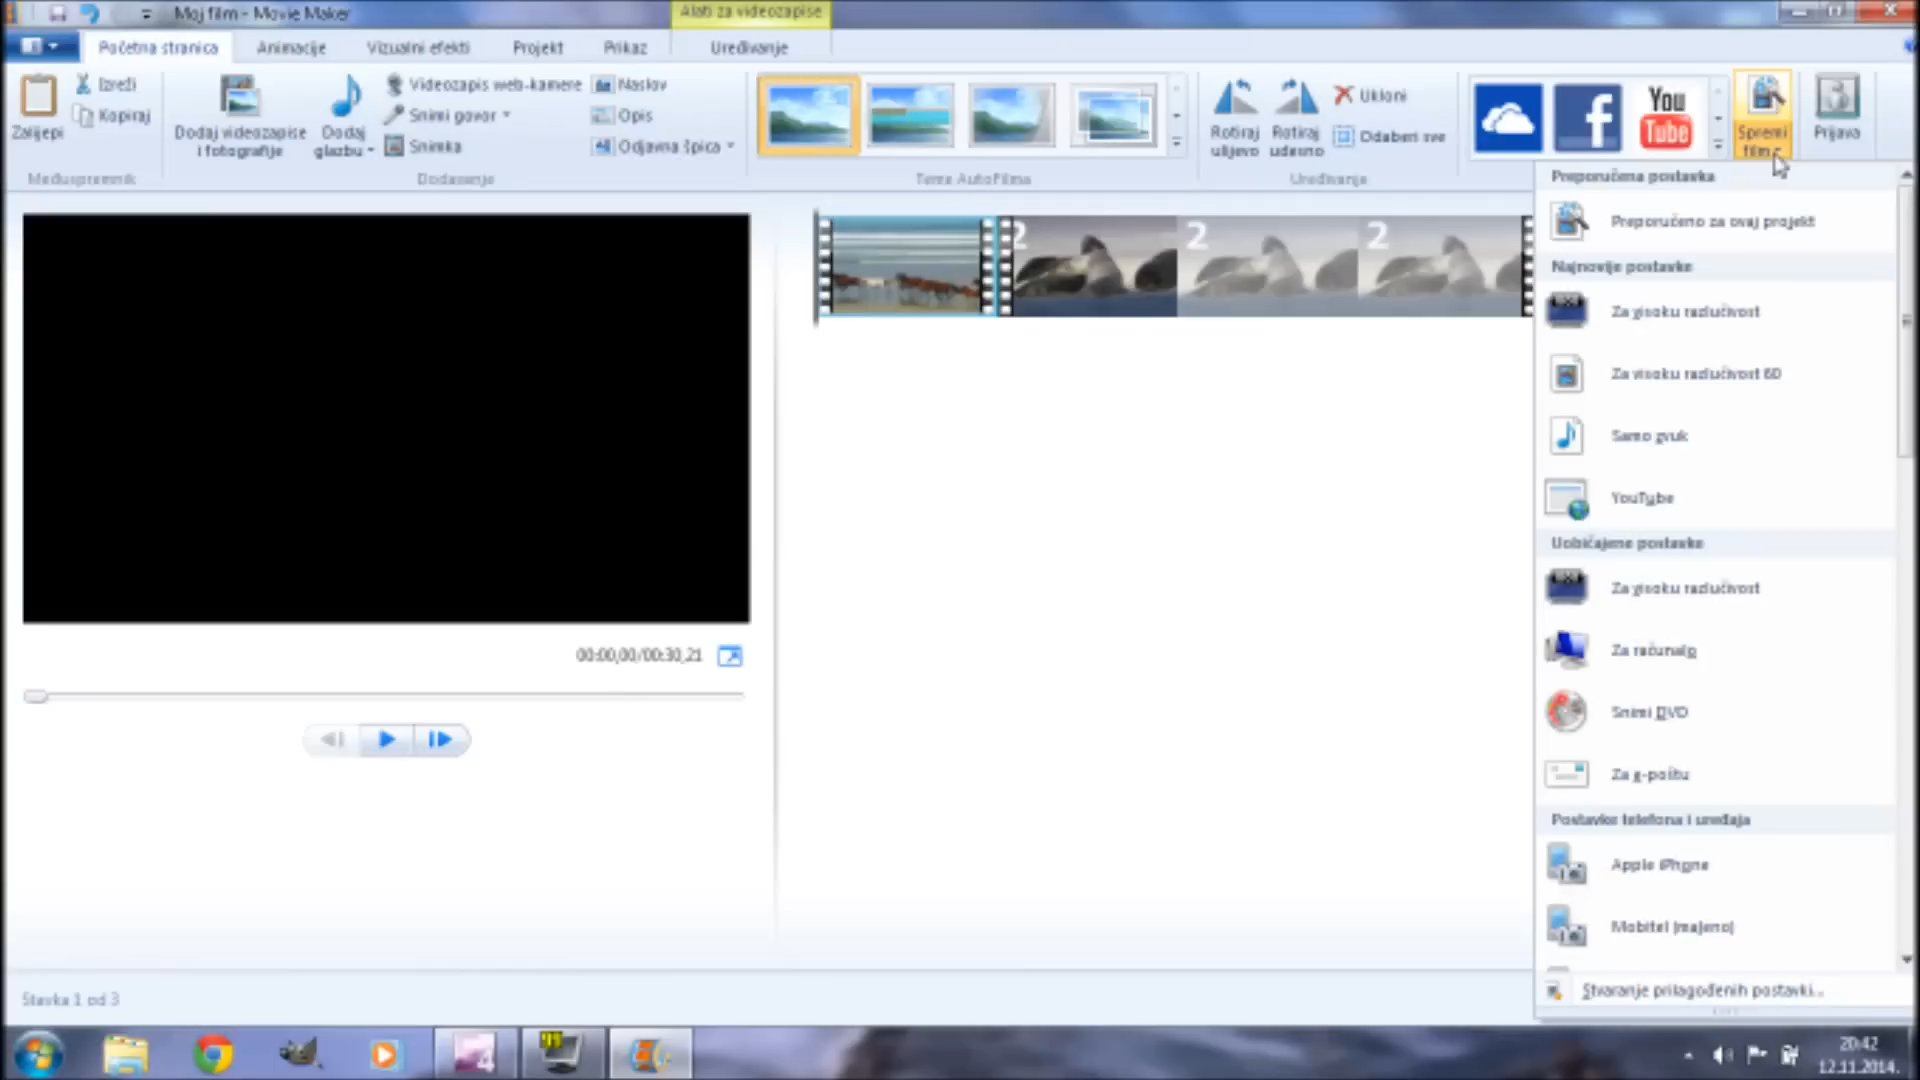 Moj film - Movie Maker
Alati za videozapise
Početna stranica
Animacije
Vizualni efekti
Projekt
Prikaz
Uređivanje
Zalijepi
Izreži
Kopiraj
Međuspremnik
Dodaj videozapise
i fotografije
Dodaj
glazbu
Videozapis web-kamere
Snimi govor
Snimka
Naslov
Opis
Odjavna špica
Dodavanje
Teme AutoFilma
Rotiraj
ulijevo
Rotiraj
udesno
Ukloni
Odaberi sve
Uređivanje
f
You
Tube
Spremi
film
Prijava
Preporučena postavka
Preporučeno za ovaj projekt
Najnovije postavke
Za visoku razlučivost
Za visoku razlučivost 60
Samo zvuk
YouTube
Uobičajene postavke
Za visoku razlučivost
Za računalo
Snimi DVD
Za e-poštu
Postavke telefona i uređaja
Apple iPhone
Mobitel (maleno)
Stvaranje prilagođenih postavki...
2
2
2
00:00,00/00:30,21
Stavka 1 od 3
20:42
12.11.2014.